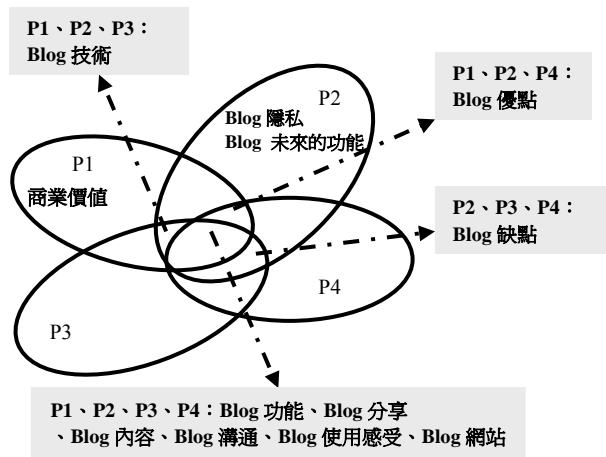 P1、P2、P3：
Blog 技術
P2
Blog 隱私
Blog 未來的功能
P1、P2、P4：
Blog 優點
P1
商業價值
P2、P3、P4：
Blog 缺點
P4
P3
P1、P2、P3、P4：Blog 功能、Blog 分享
、Blog 內容、Blog 溝通、Blog 使用感受、Blog 網站